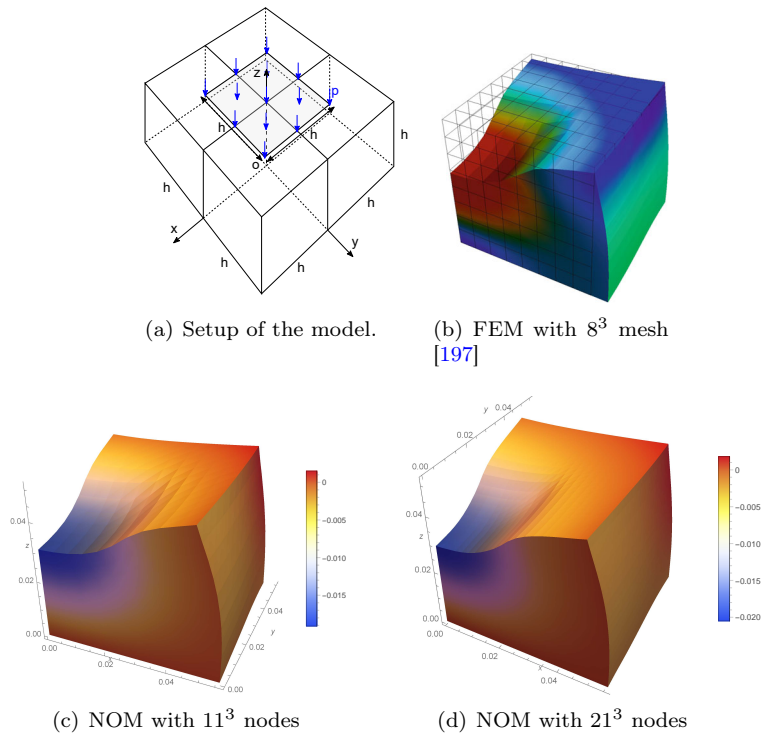 z
p
h
h
h
o
h
h
x
y
h
h
(a) Setup of the model.
(b) FEM with 8³ mesh
[197]
0.04
z
0.02
0.00
0.00
x
0.02
0.04
0.00
0.02
y
0.04
0
−0.005
−0.010
−0.015
(c) NOM with 11³ nodes
y
0.04
0.02
0.00
0.04
z
0.02
0.00
0.00
0.02
x
0.04
0
−0.005
−0.010
−0.015
−0.020
(d) NOM with 21³ nodes